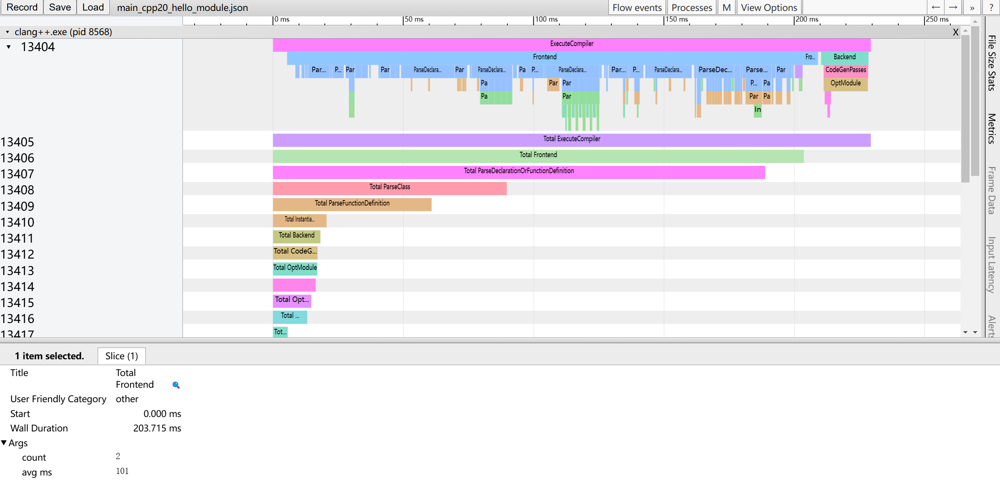 Record Save Load main_cpp20_hello_module.json Flow events Processes M View Options ← → » ?
0 ms 50 ms 100 ms 150 ms 200 ms 250 ms
clang++.exe (pid 8568) X
13404 ExecuteCompiler
Frontend Fro... Backend
Par... P... Par Par ParseDeclara... Par ParseDeclara... Pa P... ParseDeclara... Par... P... ParseDeclara... ParseDec... Parse... Par CodeGenPasses
Pa Par Par P... Pa OptModule
Pa Par Par Pa
In
13405 Total ExecuteCompiler
13406 Total Frontend
13407 Total ParseDeclarationOrFunctionDefinition
13408 Total ParseClass
13409 Total ParseFunctionDefinition
13410 Total Instantia...
13411 Total Backend
13412 Total CodeG...
13413 Total OptModule
13414
13415 Total Opt...
13416 Total ...
13417 Tot...
File Size Stats
Metrics
Frame Data
Input Latency
Alerts
1 item selected. Slice (1)
Title Total
Frontend
User Friendly Category other
Start 0.000 ms
Wall Duration 203.715 ms
Args
count 2
avg ms 101